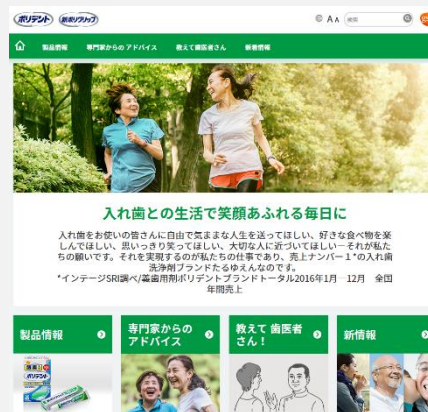 ポリデント 新ポリグリップ
A A 検索
製品情報 専門家からの アドバイス 教えて歯医者さん 新着情報
入れ歯との生活で笑顔あふれる毎日に
入れ歯をお使いの皆さんに自由で気ままな人生を送ってほしい、好きな食べ物を楽
しんでほしい、思いっきり笑ってほしい、大切な人に近づいてほしい―それが私た
ちの願いです。それを実現するのが私たちの仕事であり、売上ナンバー１*の入れ歯
洗浄剤ブランドたるゆえんなのです。
*インテージSRI調べ/義歯用剤ポリデントブランドトータル2016年1月―12月　全国
年間売上
製品情報
専門家からの
アドバイス
教えて 歯医者
さん！
新情報
酵素入り
ポリデント